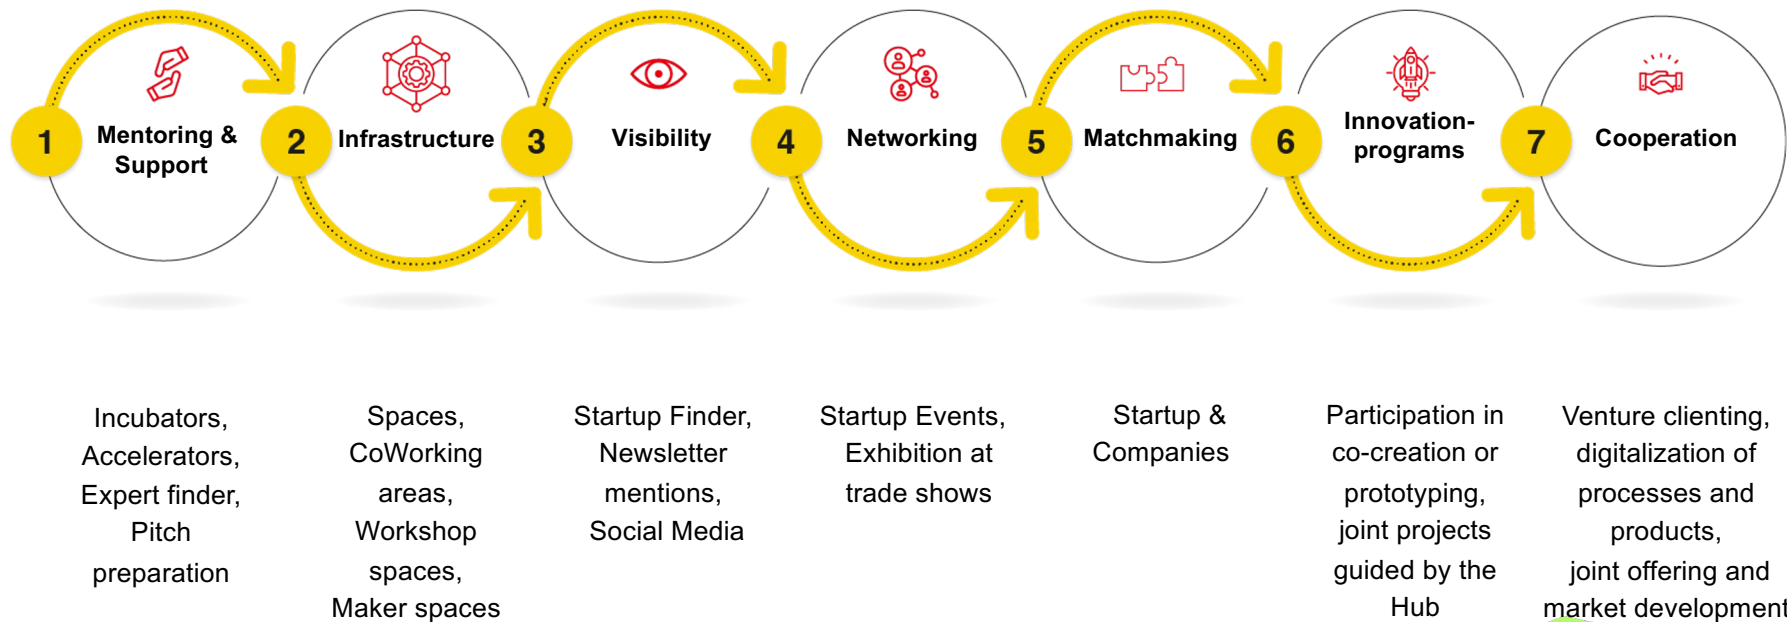 1
Mentoring &
Support
2
Infrastructure
3
Visibility
4
Networking
5
Matchmaking
6
Innovation-
programs
7
Cooperation
Incubators,
Accelerators,
Expert finder,
Pitch
preparation
Spaces,
CoWorking
areas,
Workshop
spaces,
Maker spaces
Startup Finder,
Newsletter
mentions,
Social Media
Startup Events,
Exhibition at
trade shows
Startup &
Companies
Participation in
co-creation or
prototyping,
joint projects
guided by the
Hub
Venture clienting,
digitalization of
processes and
products,
joint offering and
market development